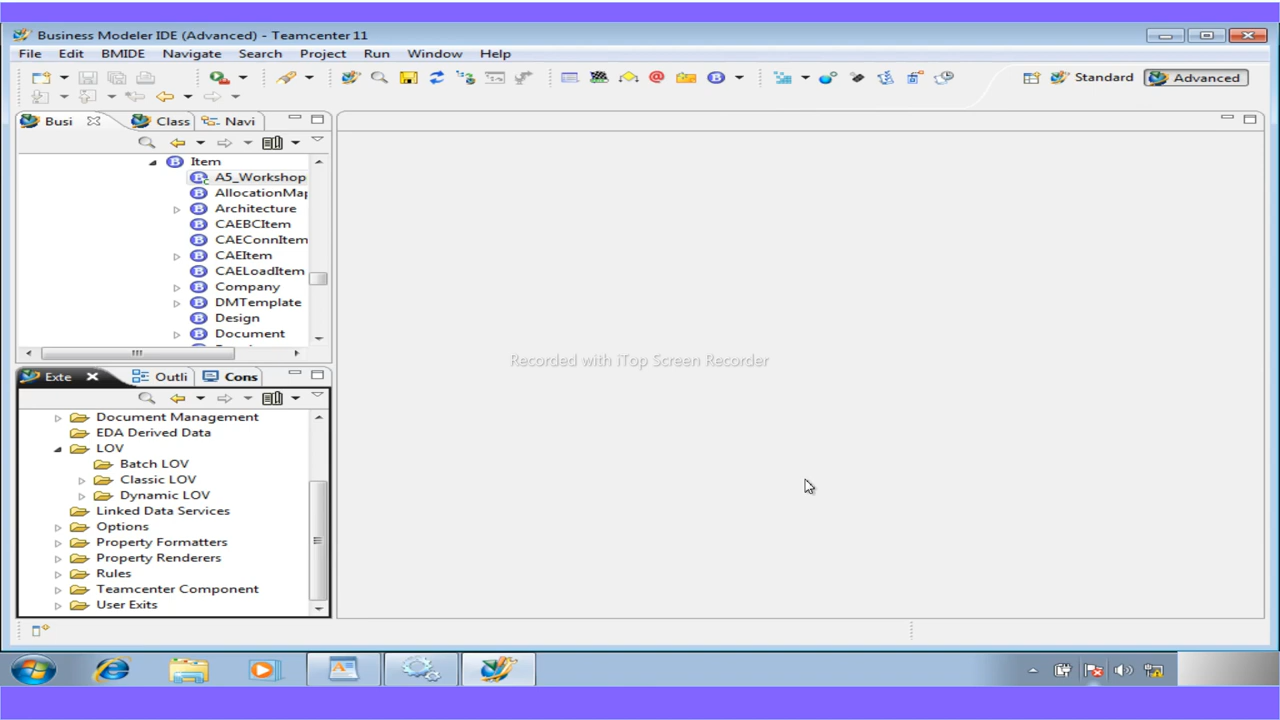 Business Modeler IDE (Advanced) - Teamcenter 11
File Edit BMIDE Navigate Search Project Run Window Help
Standard Advanced
Busi Class Navi
Item
A5_Workshop
AllocationMap
Architecture
CAEBCItem
CAEConnItem
CAEItem
CAELoadItem
Company
DMTemplate
Design
Document
Recorded with iTop Screen Recorder
Exte Outli Cons
Document Management
EDA Derived Data
LOV
Batch LOV
Classic LOV
Dynamic LOV
Linked Data Services
Options
Property Formatters
Property Renderers
Rules
Teamcenter Component
User Exits